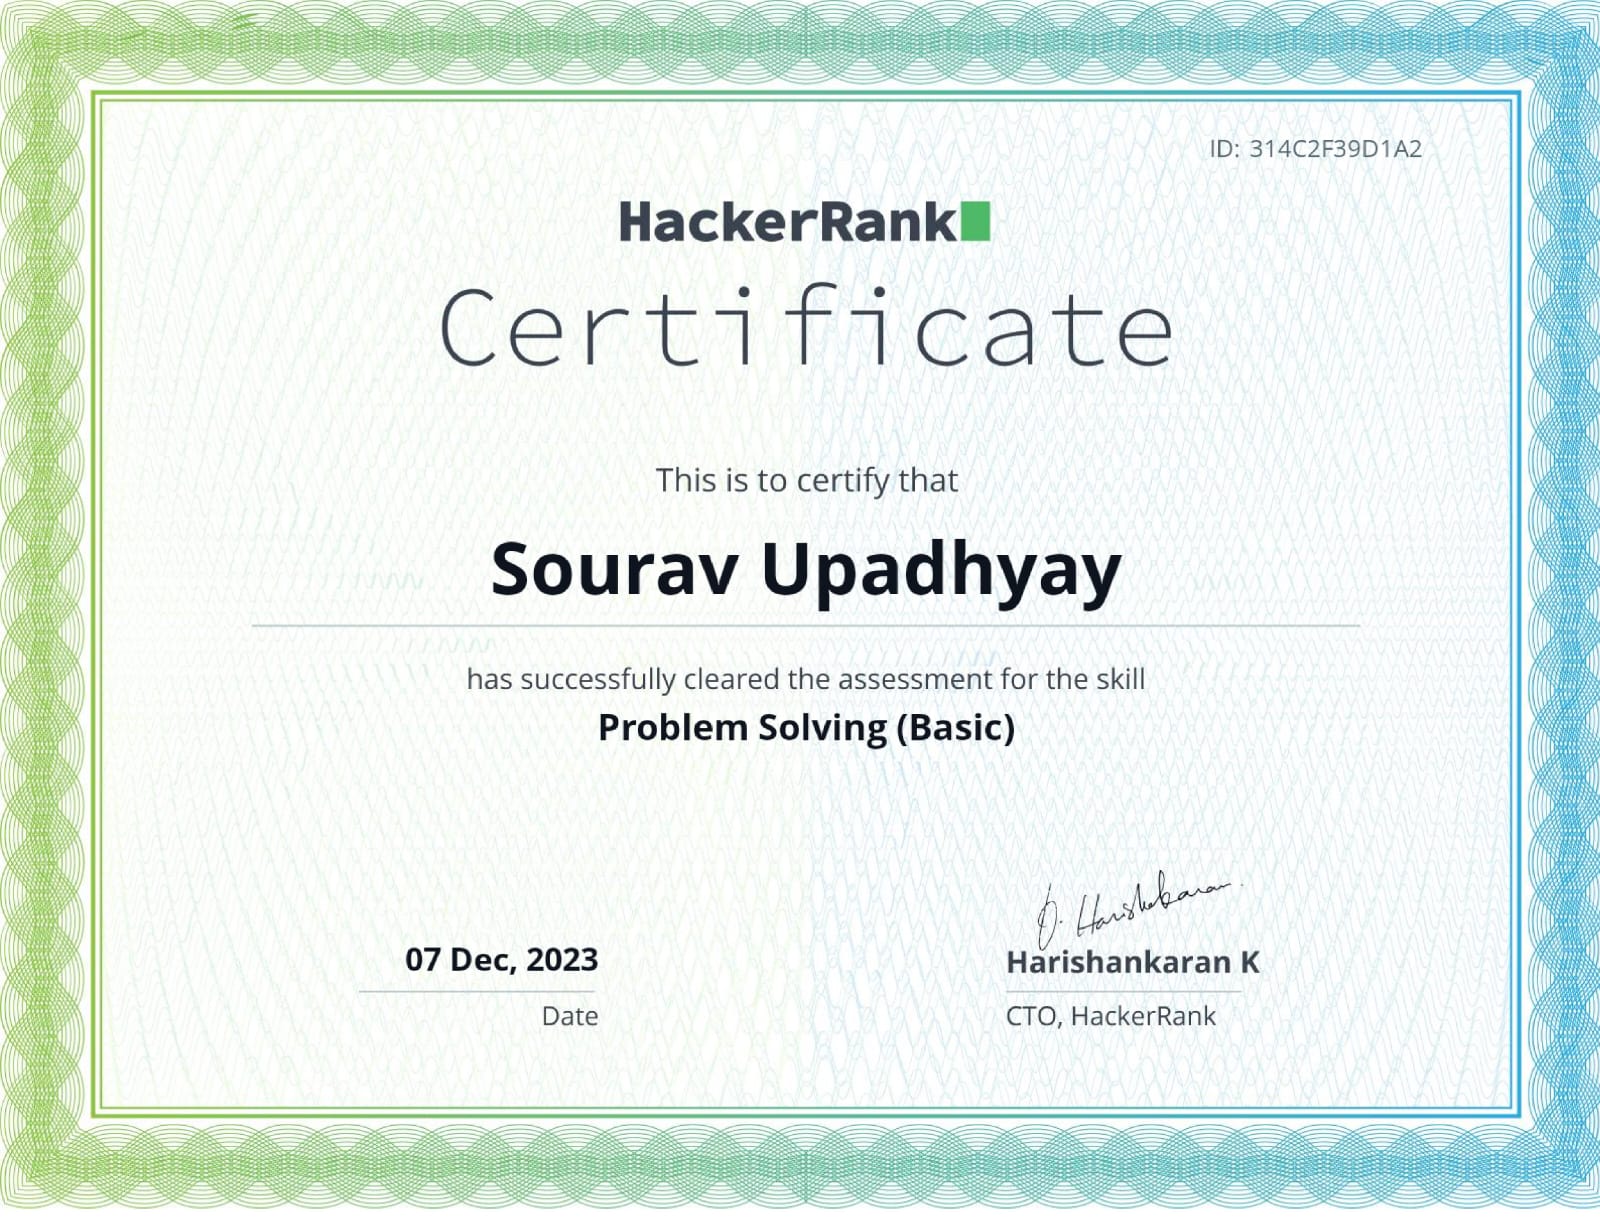 ID: 314C2F39D1A2
HackerRank
Certificate
This is to certify that
Sourav Upadhyay
has successfully cleared the assessment for the skill
Problem Solving (Basic)
07 Dec, 2023
Date
Harishankaran K
CTO, HackerRank